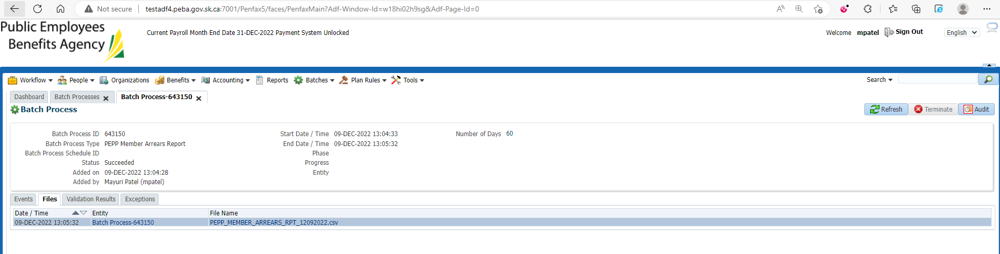 Not secure testadf4.peba.gov.sk.ca:7001/Penfax5/faces/PenfaxMain?Adf-Window-Id=w18hi02h9sg&Adf-Page-Id=0
Public Employees
Benefits Agency
Current Payroll Month End Date 31-DEC-2022 Payment System Unlocked
Welcome mpatel Sign Out English
Workflow People Organizations Benefits Accounting Reports Batches Plan Rules Tools Search
Dashboard Batch Processes Batch Process-643150
Batch Process
Refresh Terminate Audit
Batch Process ID 643150 Start Date / Time 09-DEC-2022 13:04:33 Number of Days 60
Batch Process Type PEPP Member Arrears Report End Date / Time 09-DEC-2022 13:05:32
Batch Process Schedule ID Phase
Status Succeeded Progress
Added on 09-DEC-2022 13:04:28 Entity
Added by Mayuri Patel (mpatel)
Events Files Validation Results Exceptions
Date / Time Entity File Name
09-DEC-2022 13:05:32 Batch Process-643150 PEPP_MEMBER_ARREARS_RPT_12092022.csv